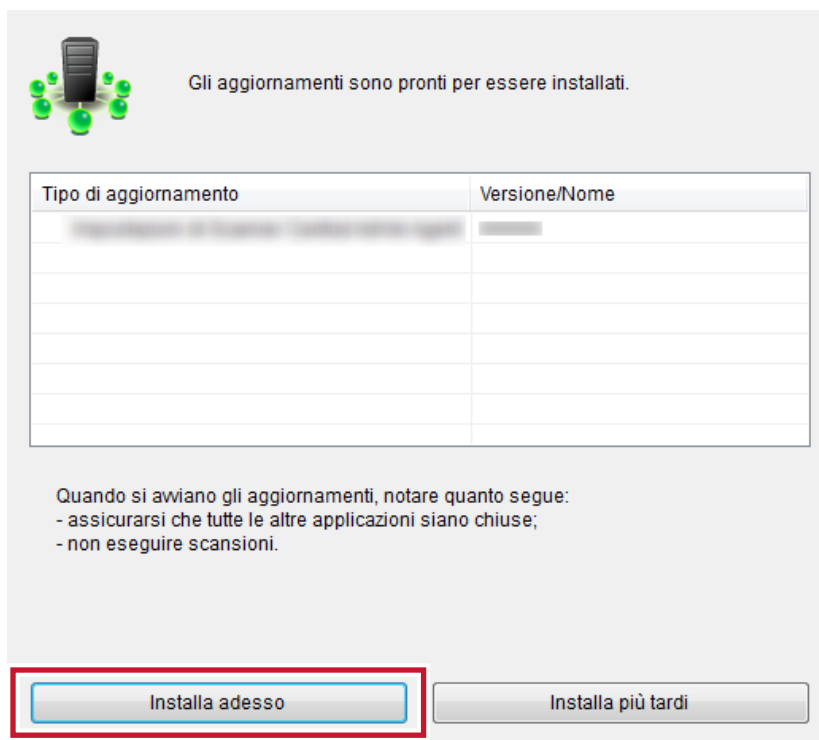 Gli aggiornamenti sono pronti per essere installati.
Tipo di aggiornamento
Versione/Nome
Quando si avviano gli aggiornamenti, notare quanto segue:
- assicurarsi che tutte le altre applicazioni siano chiuse;
- non eseguire scansioni.
Installa adesso
Installa più tardi